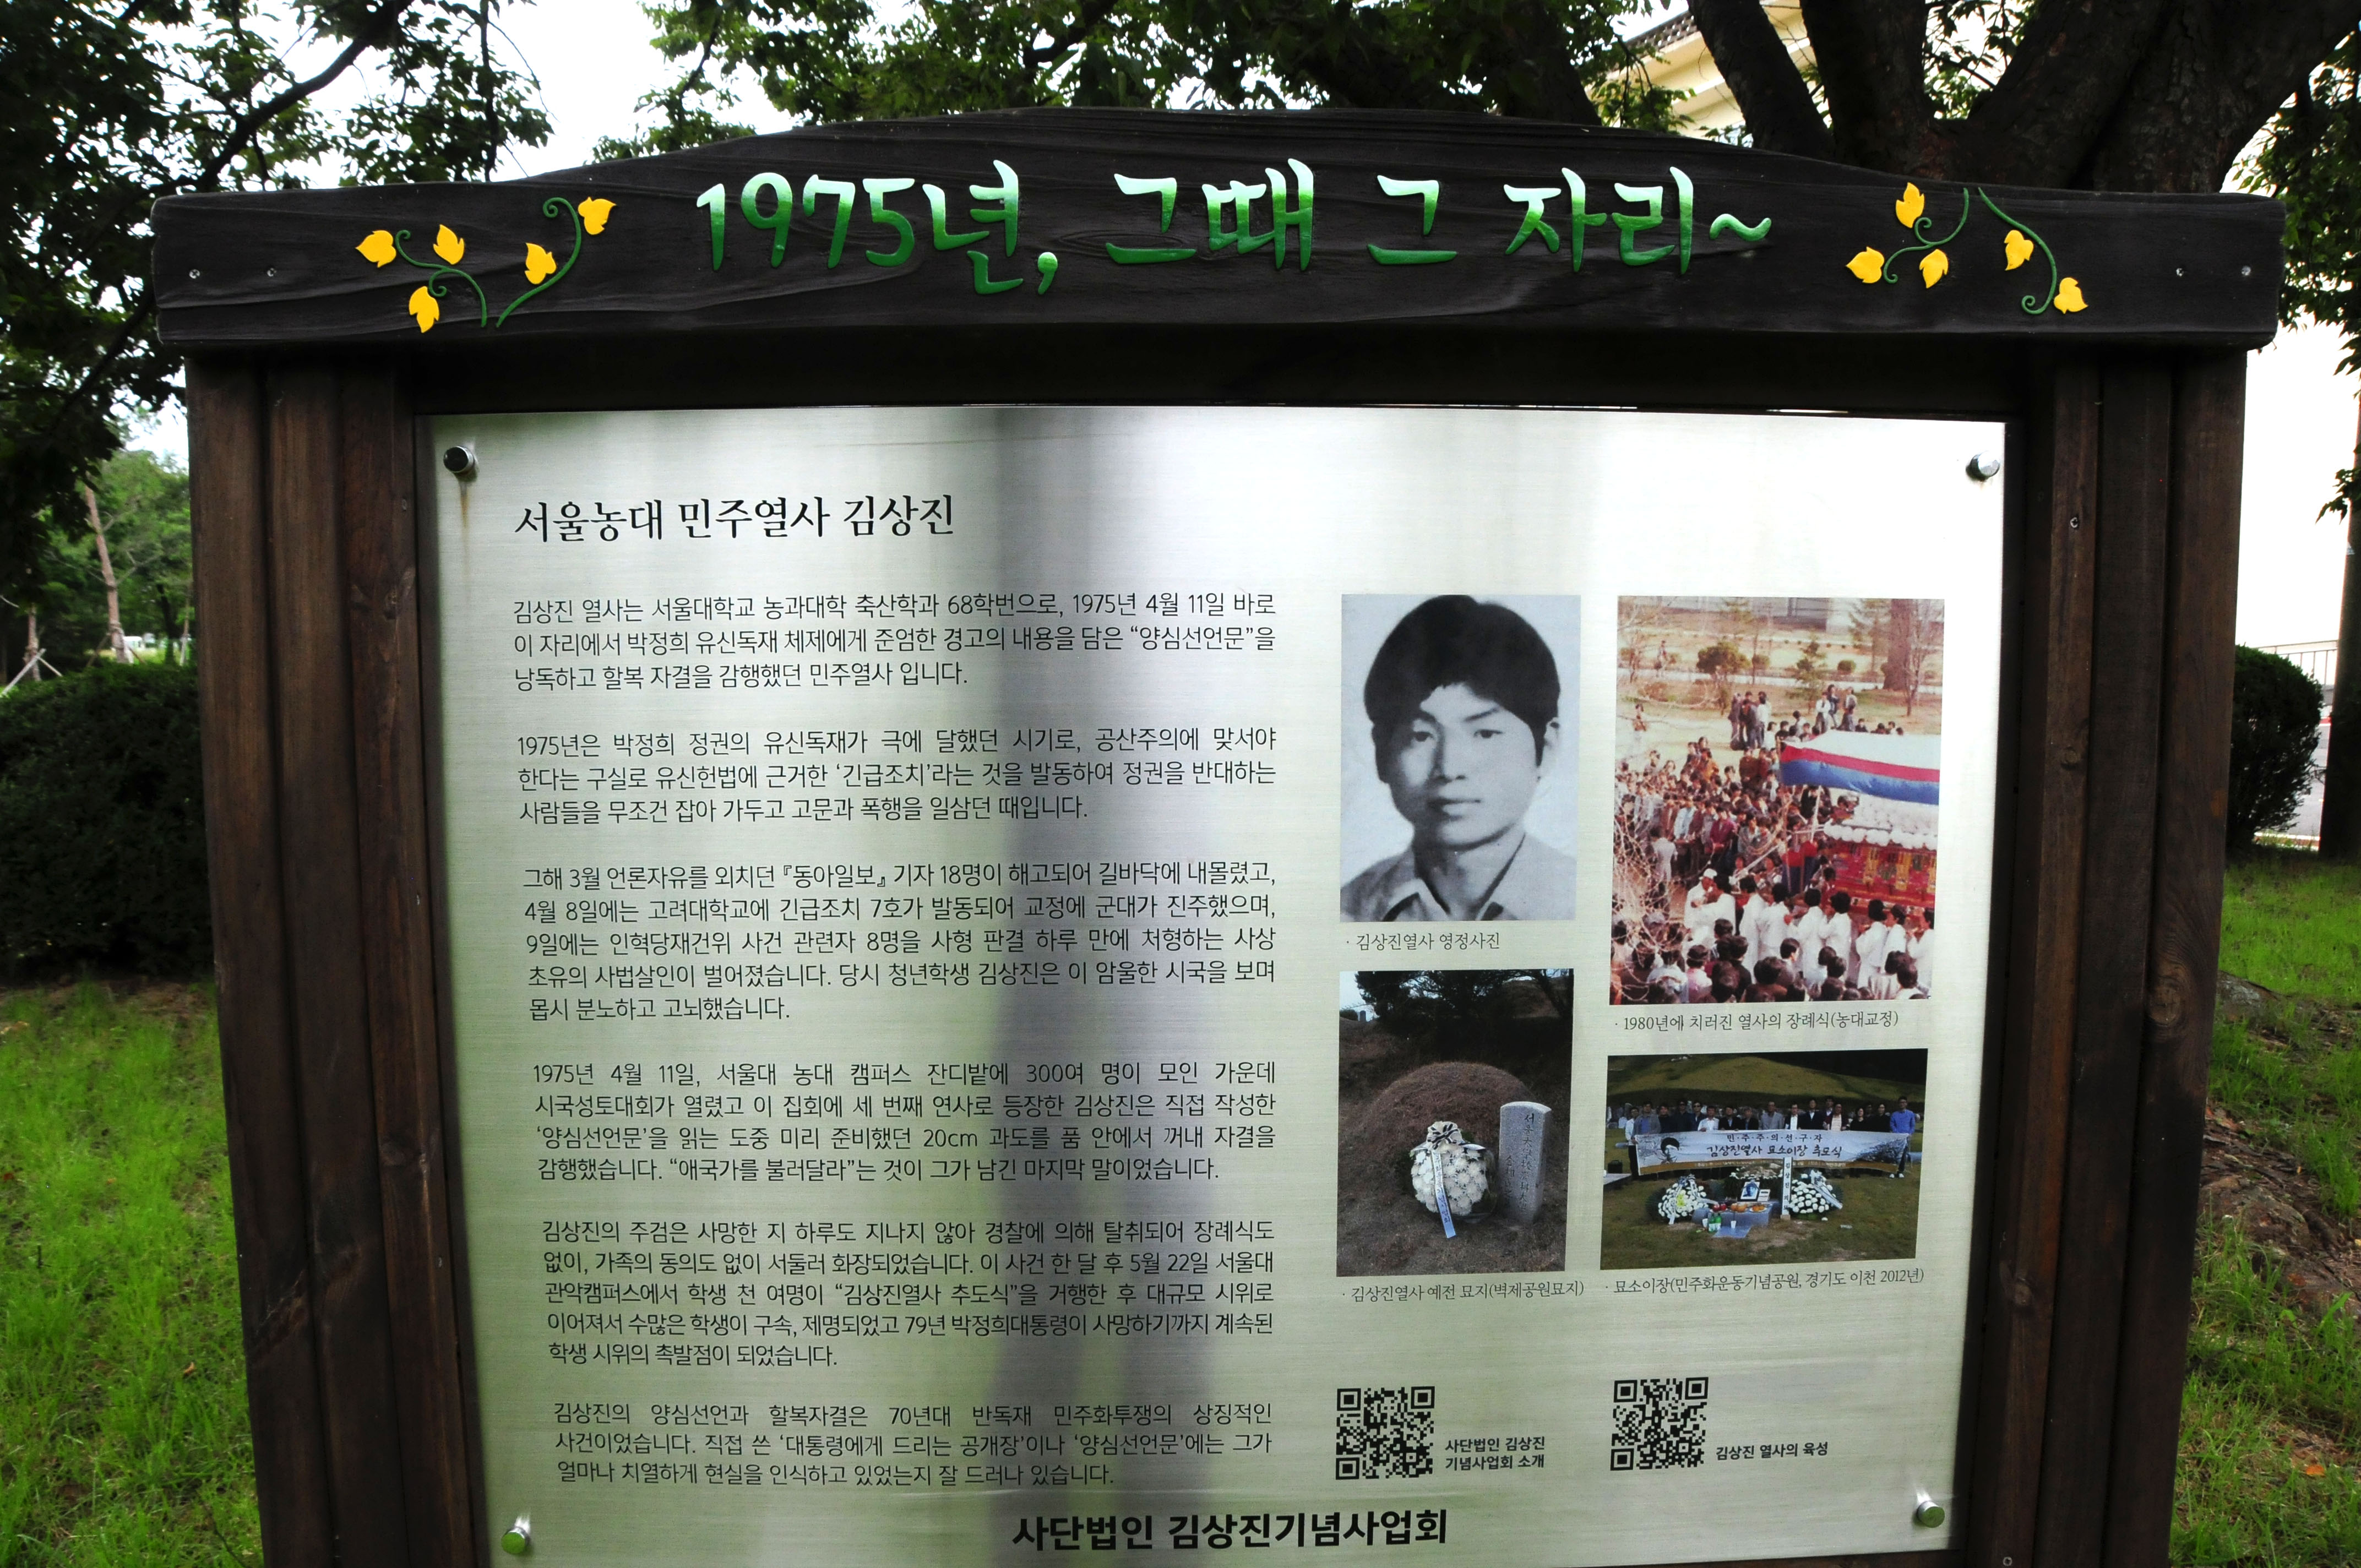 1975년, 그때 그 자리~
서울농대 민주열사 김상진
김상진 열사는 서울대학교 농과대학 축산학과 68학번으로, 1975년 4월 11일 바로
이 자리에서 박정희 유신독재 체제에게 준엄한 경고의 내용을 담은 “양심선언문”을
낭독하고 할복 자결을 감행했던 민주열사 입니다.
1975년은 박정희 정권의 유신독재가 극에 달했던 시기로, 공산주의에 맞서야
한다는 구실로 유신헌법에 근거한 ‘긴급조치’라는 것을 발동하여 정권을 반대하는
사람들을 무조건 잡아 가두고 고문과 폭행을 일삼던 때입니다.
그해 3월 언론자유를 외치던 『동아일보』 기자 18명이 해고되어 길바닥에 내몰렸고,
4월 8일에는 고려대학교에 긴급조치 7호가 발동되어 교정에 군대가 진주했으며,
9일에는 인혁당재건위 사건 관련자 8명을 사형 판결 하루 만에 처형하는 사상
초유의 사법살인이 벌어졌습니다. 당시 청년학생 김상진은 이 암울한 시국을 보며
몹시 분노하고 고뇌했습니다.
1975년 4월 11일, 서울대 농대 캠퍼스 잔디밭에 300여 명이 모인 가운데
시국성토대회가 열렸고 이 집회에 세 번째 연사로 등장한 김상진은 직접 작성한
‘양심선언문’을 읽는 도중 미리 준비했던 20cm 과도를 품 안에서 꺼내 자결을
감행했습니다. “애국가를 불러달라”는 것이 그가 남긴 마지막 말이었습니다.
김상진의 주검은 사망한 지 하루도 지나지 않아 경찰에 의해 탈취되어 장례식도
없이, 가족의 동의도 없이 서둘러 화장되었습니다. 이 사건 한 달 후 5월 22일 서울대
관악캠퍼스에서 학생 천 여명이 “김상진열사 추도식”을 거행한 후 대규모 시위로
이어져서 수많은 학생이 구속, 제명되었고 79년 박정희대통령이 사망하기까지 계속된
학생 시위의 촉발점이 되었습니다.
김상진의 양심선언과 할복자결은 70년대 반독재 민주화투쟁의 상징적인
사건이었습니다. 직접 쓴 ‘대통령에게 드리는 공개장’이나 ‘양심선언문’에는 그가
얼마나 치열하게 현실을 인식하고 있었는지 잘 드러나 있습니다.
· 김상진열사 영정사진
· 1980년에 치러진 열사의 장례식(농대교정)
민·주·주·의·선·구·자
김상진열사 묘소이장 추모식
· 김상진열사 예전 묘지(벽제공원묘지)
· 묘소이장(민주화운동기념공원, 경기도 이천 2012년)
사단법인 김상진
기념사업회 소개
김상진 열사의 육성
사단법인 김상진기념사업회